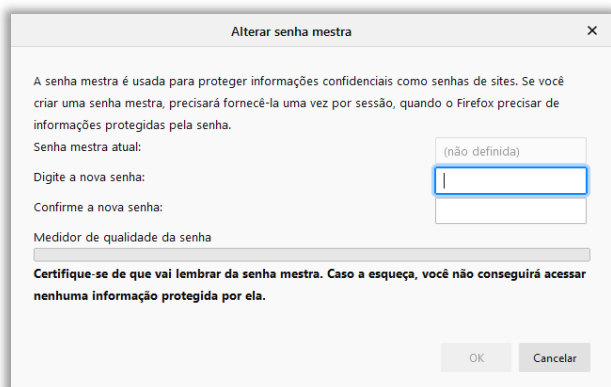 Alterar senha mestra
A senha mestra é usada para proteger informações confidenciais como senhas de sites. Se você
criar uma senha mestra, precisará fornecê-la uma vez por sessão, quando o Firefox precisar de
informações protegidas pela senha.
Senha mestra atual:
(não definida)
Digite a nova senha:
Confirme a nova senha:
Medidor de qualidade da senha
Certifique-se de que vai lembrar da senha mestra. Caso a esqueça, você não conseguirá acessar
nenhuma informação protegida por ela.
OK
Cancelar